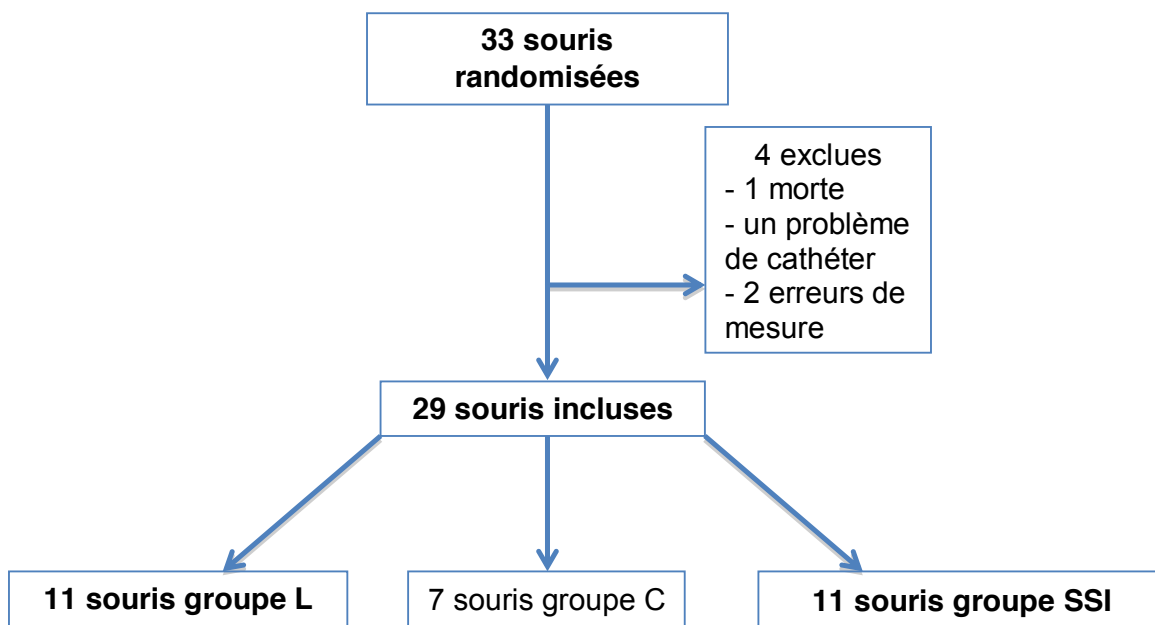 33 souris
randomisées
4 exclues
- 1 morte
- un problème
de cathéter
- 2 erreurs de
mesure
29 souris incluses
11 souris groupe L
7 souris groupe C
11 souris groupe SSI